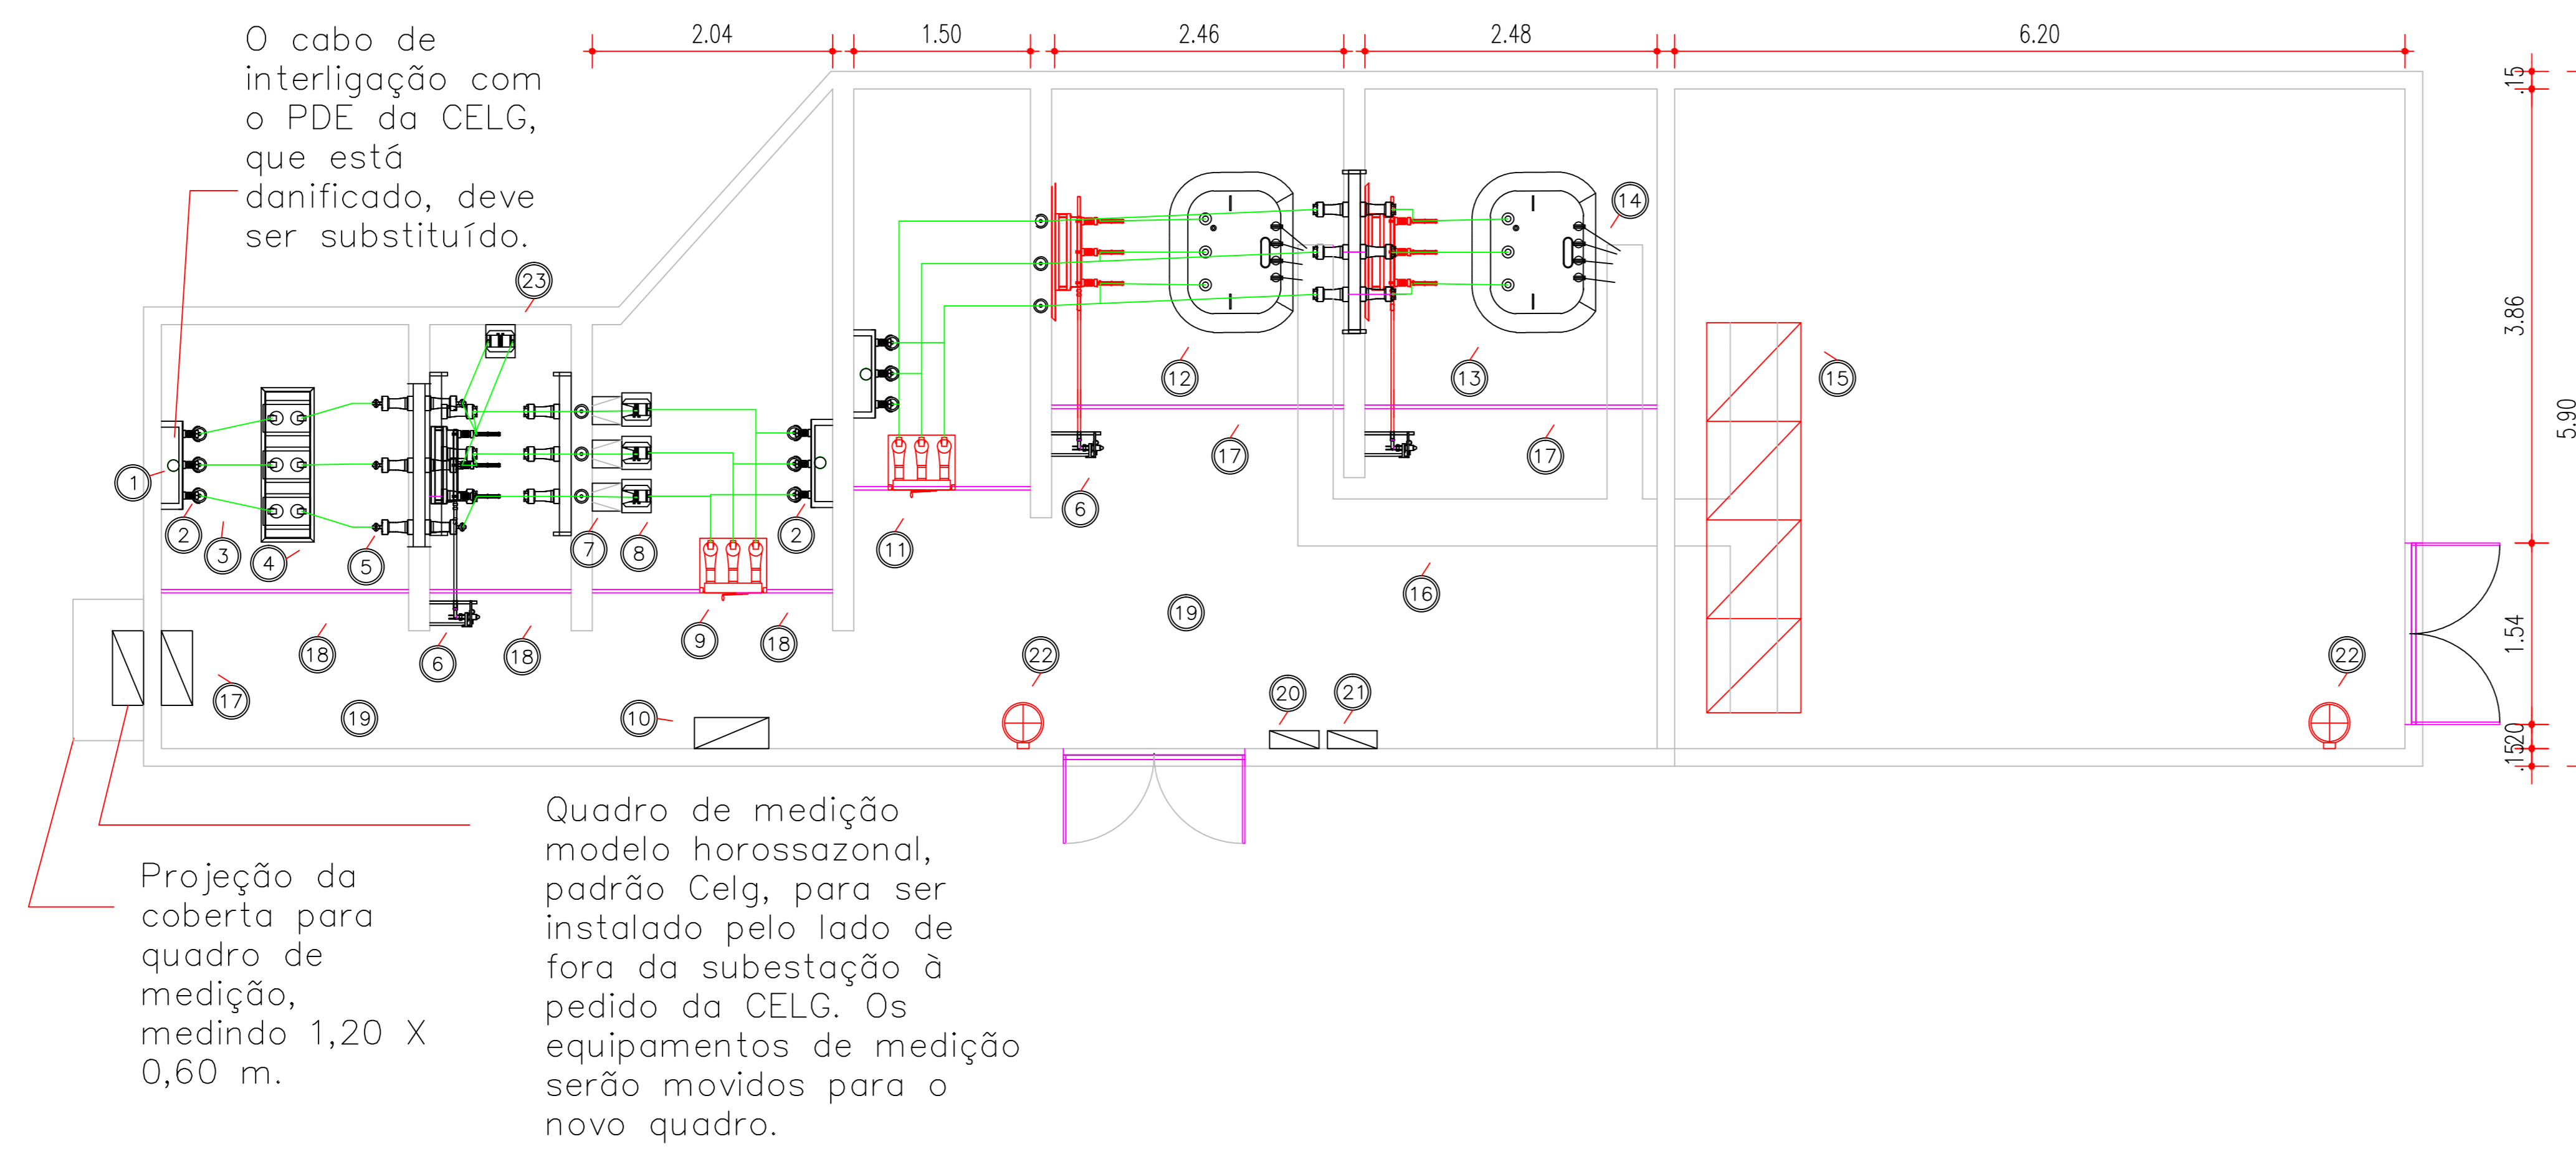 2.04
1.50
2.46
2.48
6.20
O cabo de
interligação com
o PDE da CELG,
que está
danificado, deve
ser substituído.
.15
3.86
5.90
1.54
.20
.15
23
14
12
13
15
17
17
6
1
2
3
4
5
7
8
2
11
9
18
18
6
18
17
19
10
22
19
16
20
21
22
Projeção da
coberta para
quadro de
medição,
medindo 1,20 X
0,60 m.
Quadro de medição
modelo horossazonal,
padrão Celg, para ser
instalado pelo lado de
fora da subestação à
pedido da CELG. Os
equipamentos de medição
serão movidos para o
novo quadro.